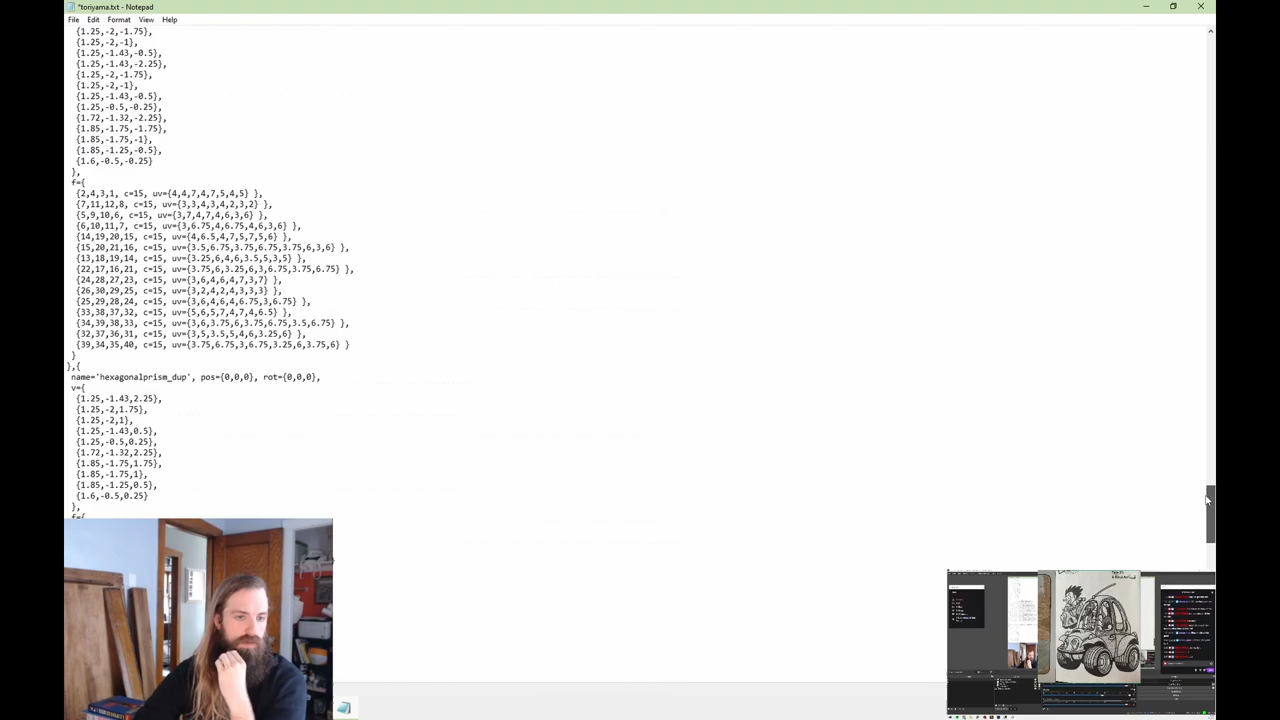 *toriyama.txt - Notepad
File Edit Format View Help
{1.25,-2,-1.75},
{1.25,-2,-1},
{1.25,-1.43,-0.5},
{1.25,-1.43,-2.25},
{1.25,-2,-1.75},
{1.25,-2,-1},
{1.25,-1.43,-0.5},
{1.25,-0.5,-0.25},
{1.72,-1.32,-2.25},
{1.85,-1.75,-1.75},
{1.85,-1.75,-1},
{1.85,-1.25,-0.5},
{1.6,-0.5,-0.25}
},
f={
{2,4,3,1, c=15, uv={4,4,7,4,7,5,4,5} },
{7,11,12,8, c=15, uv={3,3,4,3,4,2,3,2} },
{5,9,10,6, c=15, uv={3,7,4,7,4,6,3,6} },
{6,10,11,7, c=15, uv={3,6.75,4,6.75,4,6,3,6} },
{14,19,20,15, c=15, uv={4,6.5,4,7,5,7,5,6} },
{15,20,21,16, c=15, uv={3.5,6.75,3.75,6.75,3.75,6,3,6} },
{13,18,19,14, c=15, uv={3.25,6,4,6,3.5,5,3,5} },
{22,17,16,21, c=15, uv={3.75,6,3.25,6,3,6.75,3.75,6.75} },
{24,28,27,23, c=15, uv={3,6,4,6,4,7,3,7} },
{26,30,29,25, c=15, uv={3,2,4,2,4,3,3,3} },
{25,29,28,24, c=15, uv={3,6,4,6,4,6.75,3,6.75} },
{33,38,37,32, c=15, uv={5,6,5,7,4,7,4,6.5} },
{34,39,38,33, c=15, uv={3,6,3.75,6,3.75,6.75,3.5,6.75} },
{32,37,36,31, c=15, uv={3,5,3.5,5,4,6,3.25,6} },
{39,34,35,40, c=15, uv={3.75,6.75,3,6.75,3.25,6,3.75,6} }
}
},{
name='hexagonalprism_dup', pos={0,0,0}, rot={0,0,0},
v={
{1.25,-1.43,2.25},
{1.25,-2,1.75},
{1.25,-2,1},
{1.25,-1.43,0.5},
{1.25,-0.5,0.25},
{1.72,-1.32,2.25},
{1.85,-1.75,1.75},
{1.85,-1.75,1},
{1.85,-1.25,0.5},
{1.6,-0.5,0.25}
},